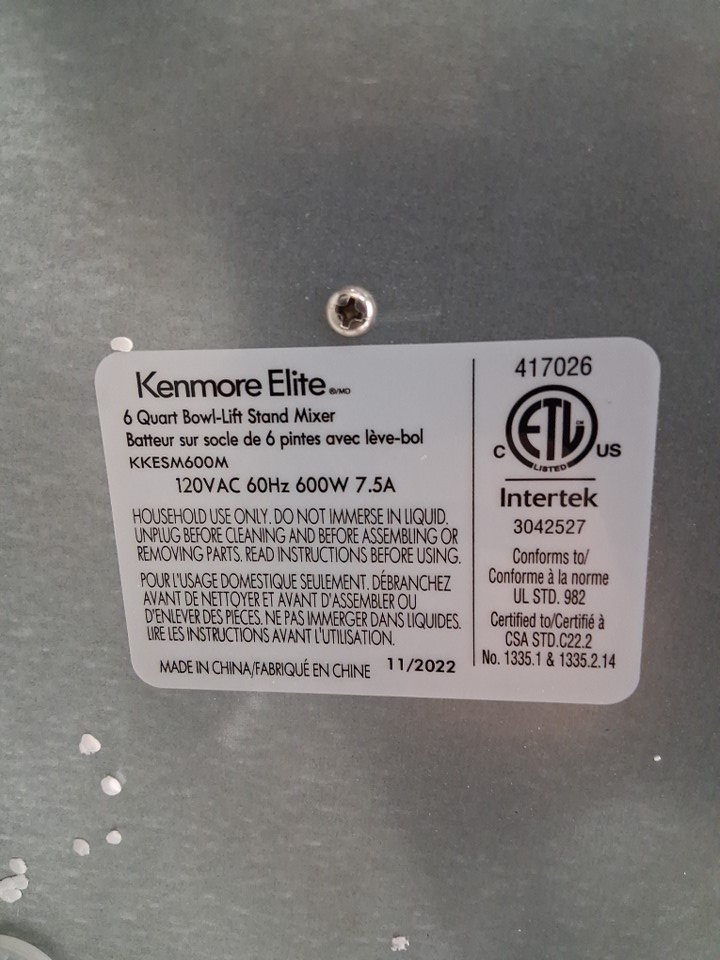 Kenmore Elite ®/MD
6 Quart Bowl-Lift Stand Mixer
Batteur sur socle de 6 pintes avec lève-bol
KKESM600M
120VAC 60Hz 600W 7.5A
HOUSEHOLD USE ONLY. DO NOT IMMERSE IN LIQUID.
UNPLUG BEFORE CLEANING AND BEFORE ASSEMBLING OR
REMOVING PARTS. READ INSTRUCTIONS BEFORE USING.
POUR L'USAGE DOMESTIQUE SEULEMENT. DÉBRANCHEZ
AVANT DE NETTOYER ET AVANT D'ASSEMBLER OU
D'ENLEVER DES PIÈCES. NE PAS IMMERGER DANS LIQUIDES.
LIRE LES INSTRUCTIONS AVANT L'UTILISATION.
MADE IN CHINA/FABRIQUÉ EN CHINE 11/2022
417026
ETL CM
LISTED
C US
Intertek
3042527
Conforms to/
Conforme à la norme
UL STD. 982
Certified to/Certifié à
CSA STD.C22.2
No. 1335.1 & 1335.2.14